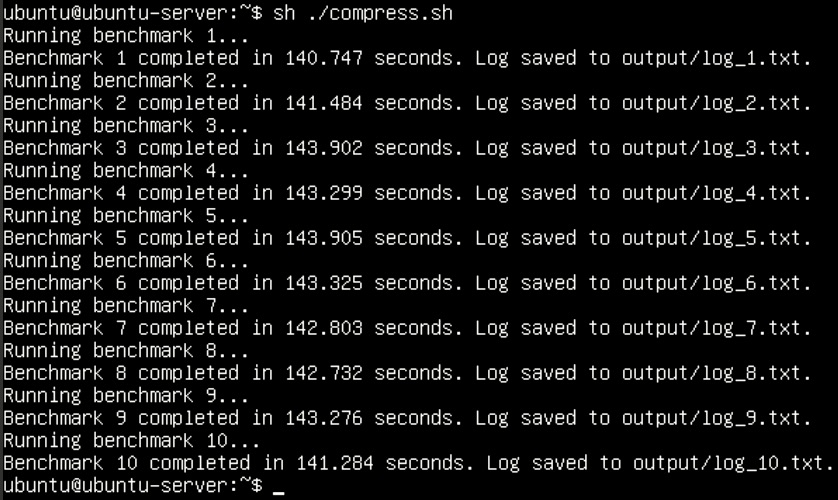 ubuntu@ubuntu-server:~$ sh ./compress.sh
Running benchmark 1...
Benchmark 1 completed in 140.747 seconds. Log saved to output/log_1.txt.
Running benchmark 2...
Benchmark 2 completed in 141.484 seconds. Log saved to output/log_2.txt.
Running benchmark 3...
Benchmark 3 completed in 143.902 seconds. Log saved to output/log_3.txt.
Running benchmark 4...
Benchmark 4 completed in 143.299 seconds. Log saved to output/log_4.txt.
Running benchmark 5...
Benchmark 5 completed in 143.905 seconds. Log saved to output/log_5.txt.
Running benchmark 6...
Benchmark 6 completed in 143.325 seconds. Log saved to output/log_6.txt.
Running benchmark 7...
Benchmark 7 completed in 142.803 seconds. Log saved to output/log_7.txt.
Running benchmark 8...
Benchmark 8 completed in 142.732 seconds. Log saved to output/log_8.txt.
Running benchmark 9...
Benchmark 9 completed in 143.276 seconds. Log saved to output/log_9.txt.
Running benchmark 10...
Benchmark 10 completed in 141.284 seconds. Log saved to output/log_10.txt.
ubuntu@ubuntu-server:~$ _